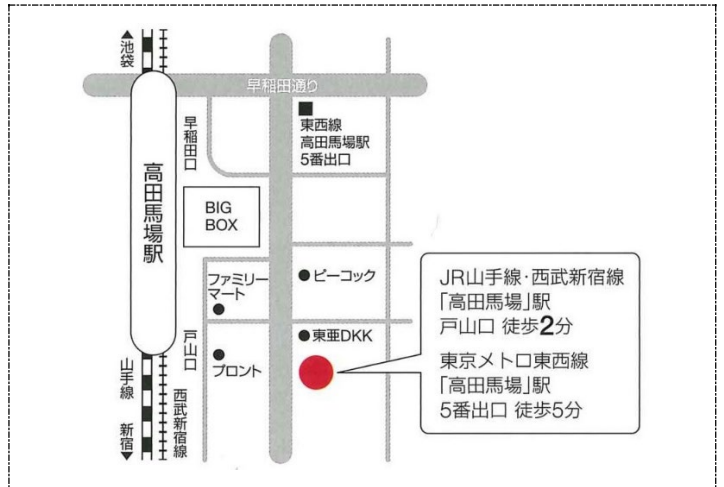 ▲池袋
早稲田通り
早稲田口
■
東西線
高田馬場駅
5番出口
高田馬場駅
BIG
BOX
ファミリー
マート
●
●ピーコック
戸山口
●
プロント
●東亜DKK
JR山手線・西武新宿線
「高田馬場」駅
戸山口 徒歩2分
東京メトロ東西線
「高田馬場」駅
5番出口 徒歩5分
山手線
新宿▼
西武新宿線